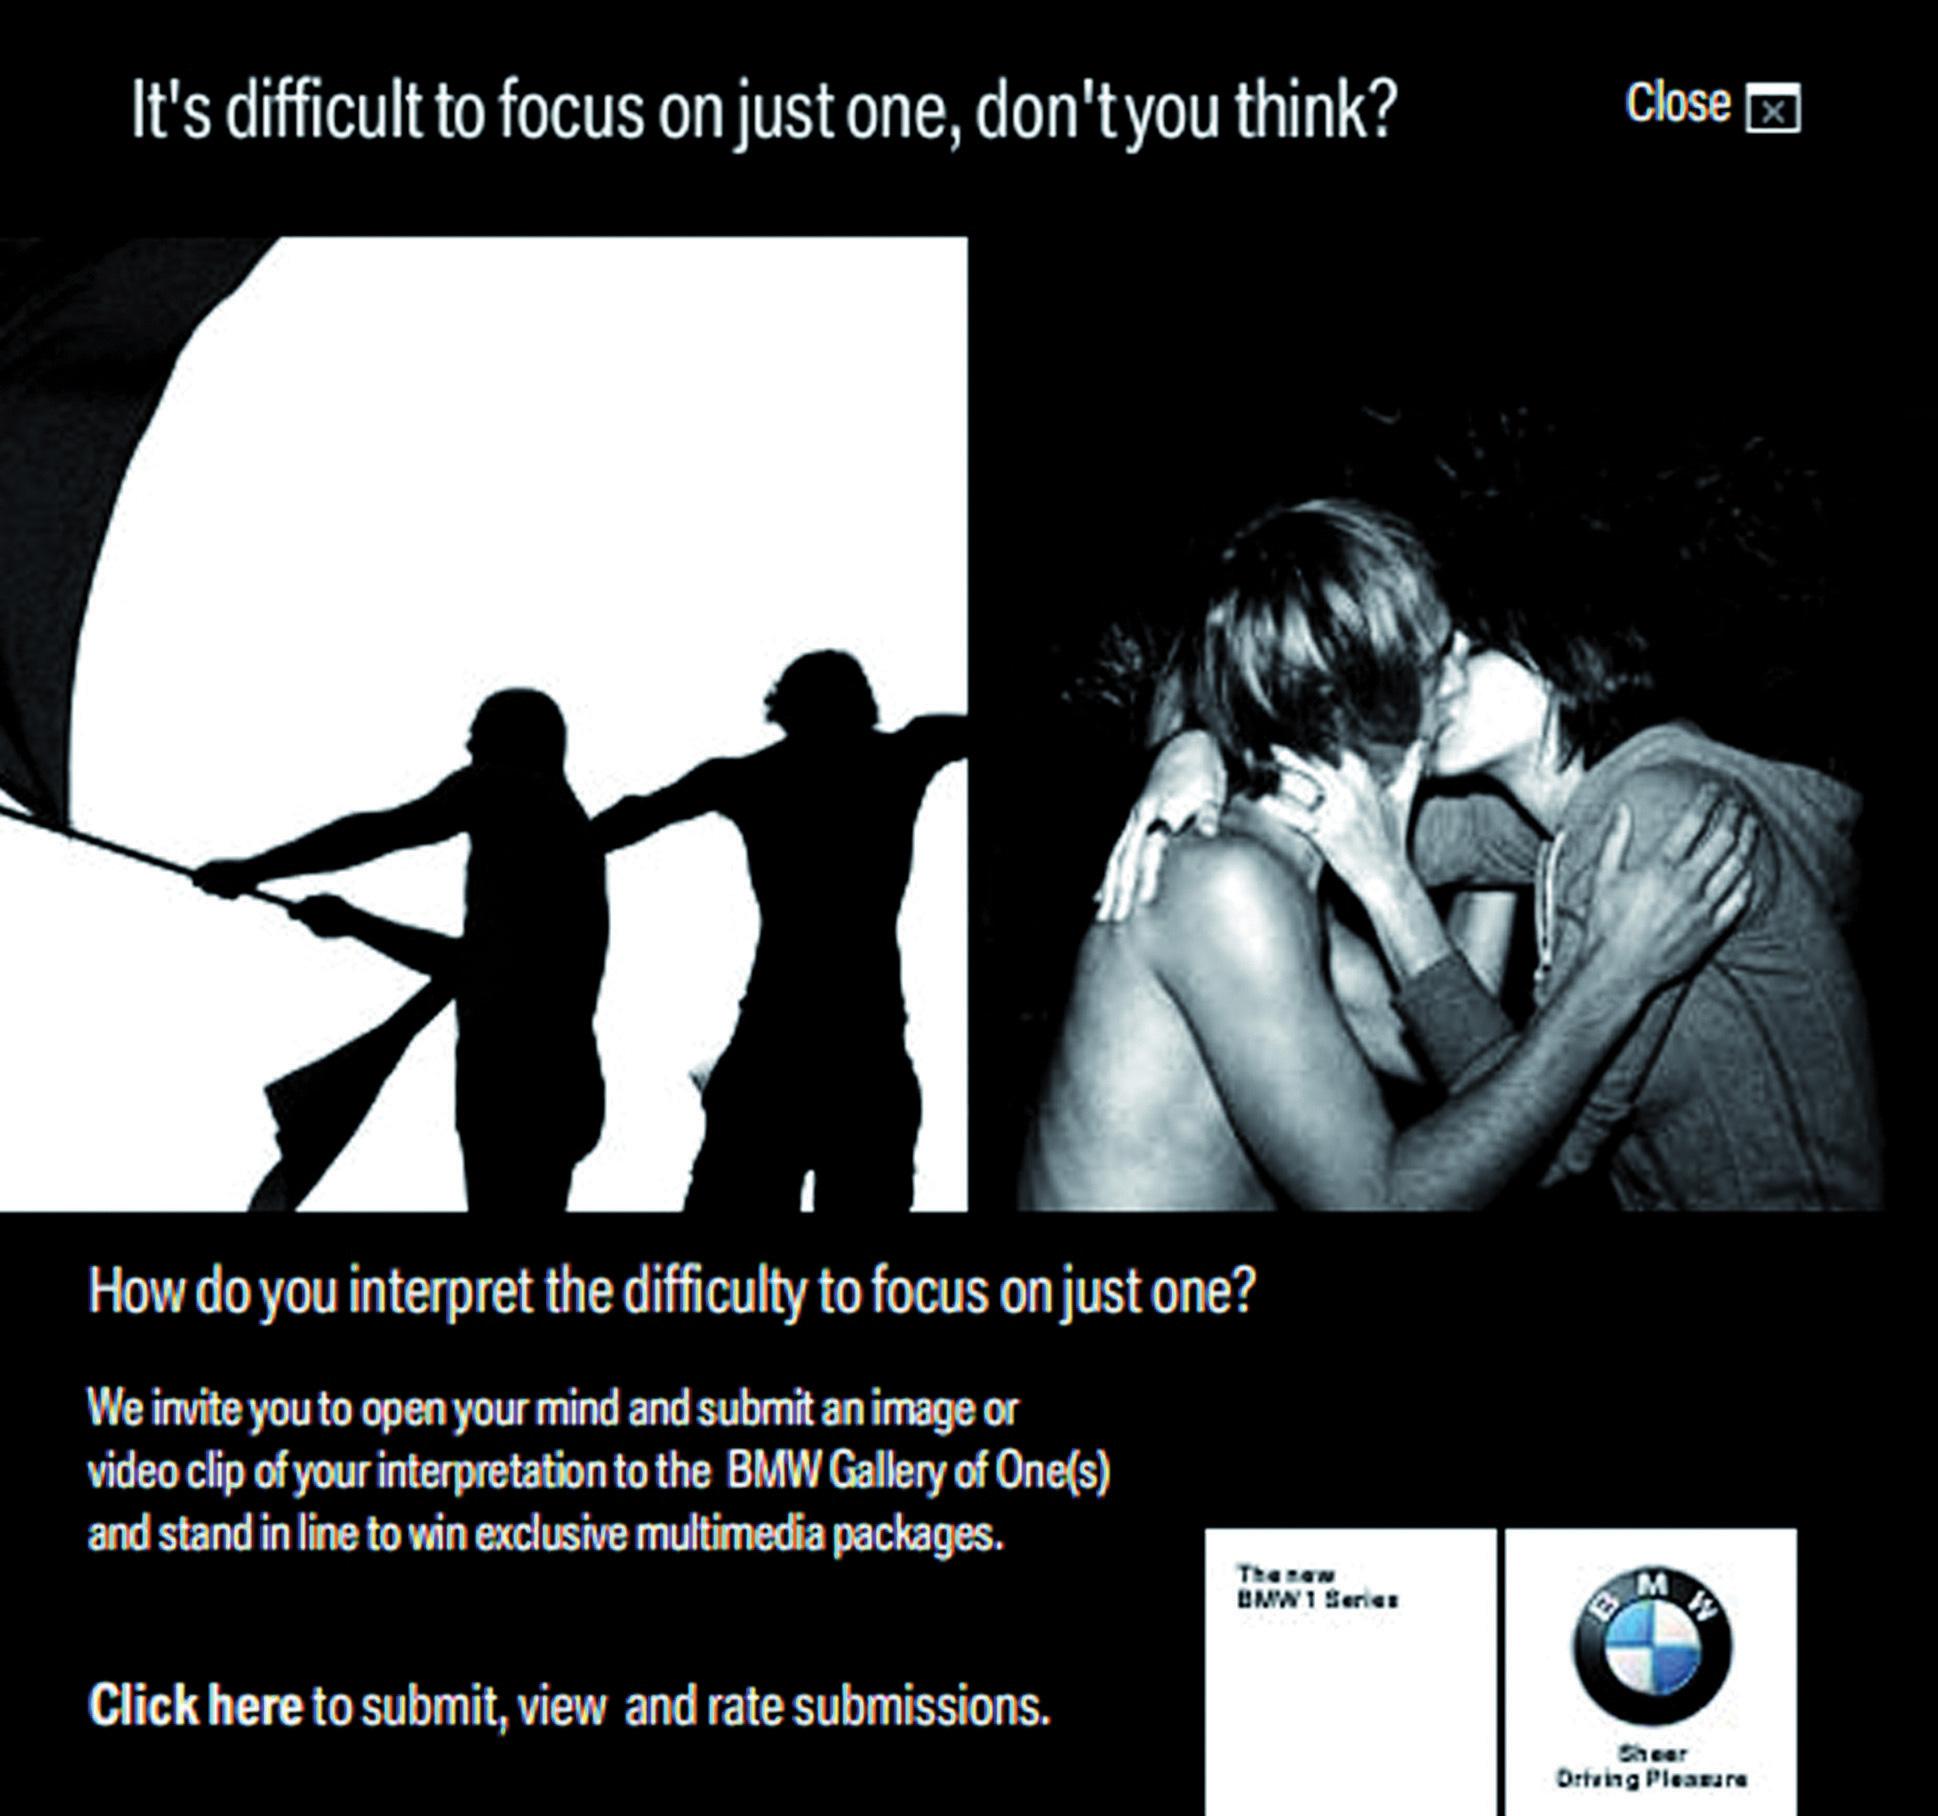 It's difficult to focus on just one, don't you think?
Close
How do you interpret the difficulty to focus on just one?
We invite you to open your mind and submit an image or
video clip of your interpretation to the BMW Gallery of One(s)
and stand in line to win exclusive multimedia packages.
Click here to submit, view and rate submissions.
The new
BMW 1 Series
BMW
Sheer
Driving Pleasure